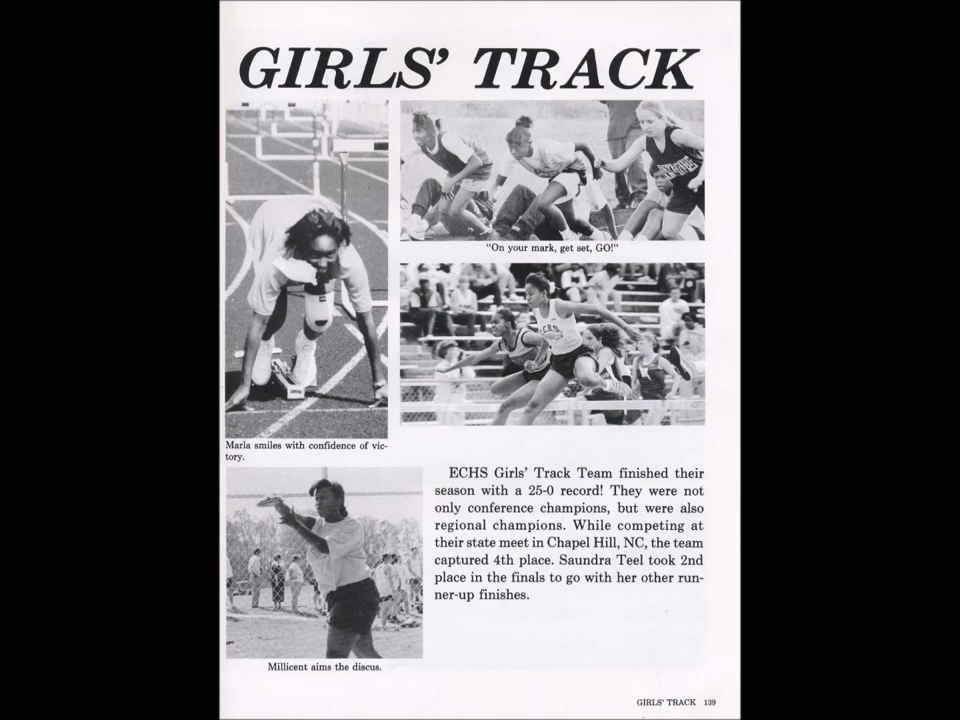 GIRLS' TRACK
"On your mark, get set, GO!"
Marla smiles with confidence of vic-
tory.
ECHS Girls' Track Team finished their
season with a 25-0 record! They were not
only conference champions, but were also
regional champions. While competing at
their state meet in Chapel Hill, NC, the team
captured 4th place. Saundra Teel took 2nd
place in the finals to go with her other run-
ner-up finishes.
Millicent aims the discus.
GIRLS' TRACK 139